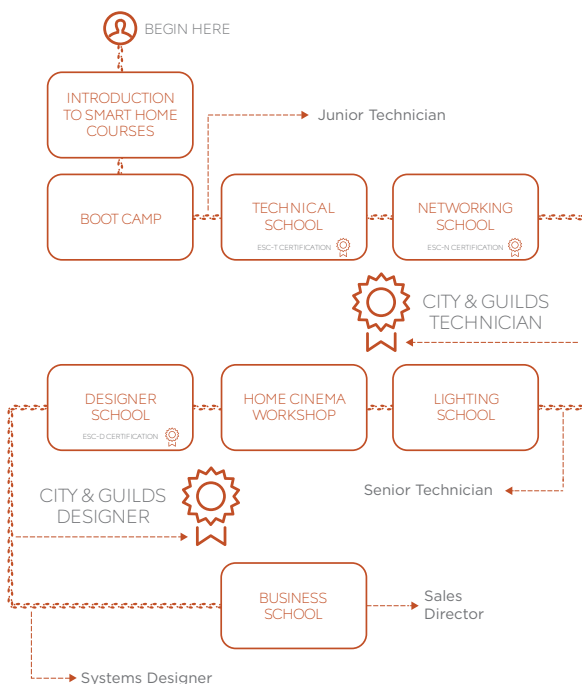 BEGIN HERE
INTRODUCTION
TO SMART HOME
COURSES
Junior Technician
BOOT CAMP
TECHNICAL
SCHOOL
ESC-T CERTIFICATION
NETWORKING
SCHOOL
ESC-N CERTIFICATION
CITY & GUILDS
TECHNICIAN
DESIGNER
SCHOOL
ESC-D CERTIFICATION
HOME CINEMA
WORKSHOP
LIGHTING
SCHOOL
Senior Technician
CITY & GUILDS
DESIGNER
BUSINESS
SCHOOL
Sales
Director
Systems Designer